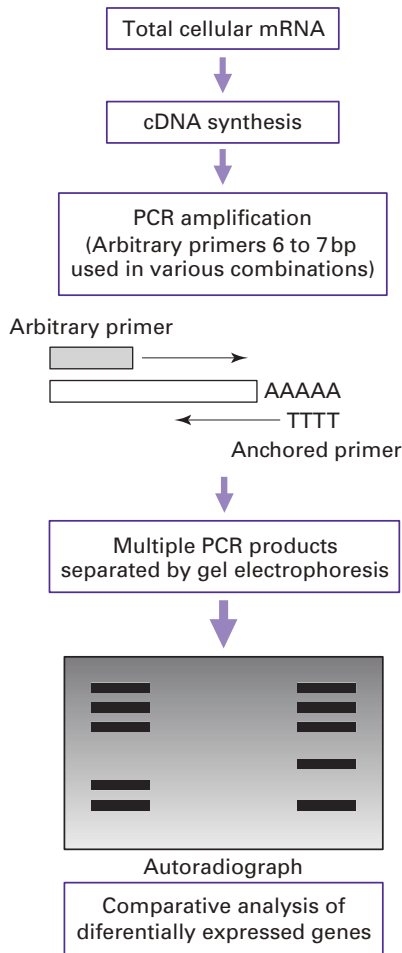 Total cellular mRNA
cDNA synthesis
PCR amplification
(Arbitrary primers 6 to 7 bp
used in various combinations)
Arbitrary primer
AAAAA
TTTT
Anchored primer
Multiple PCR products
separated by gel electrophoresis
Autoradiograph
Comparative analysis of
diferentially expressed genes